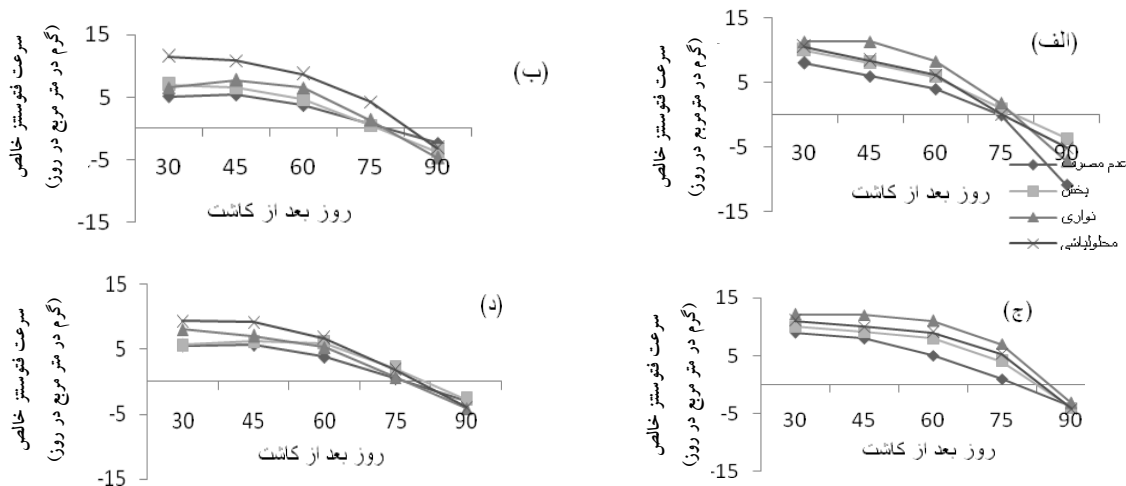 (الف)
سرعت فتوسنتز خالص
(گرم در مترمربع در روز)
15
5
-5
-15
30 45 60 75 90
روز بعد از کاشت
عدم مصرف
پخش
نواری
محلولپاشی
(ب)
سرعت فتوسنتز خالص
(گرم در متر مربع در روز)
15
5
-5
-15
30 45 60 75 90
روز بعد از کاشت
(ج)
سرعت فتوسنتز خالص
(گرم در متر مربع در روز)
15
5
-5
-15
30 45 60 75 90
روز بعد از کاشت
(د)
سرعت فتوسنتز خالص
(گرم در متر مربع در روز)
15
5
-5
-15
30 45 60 75 90
روز بعد از کاشت